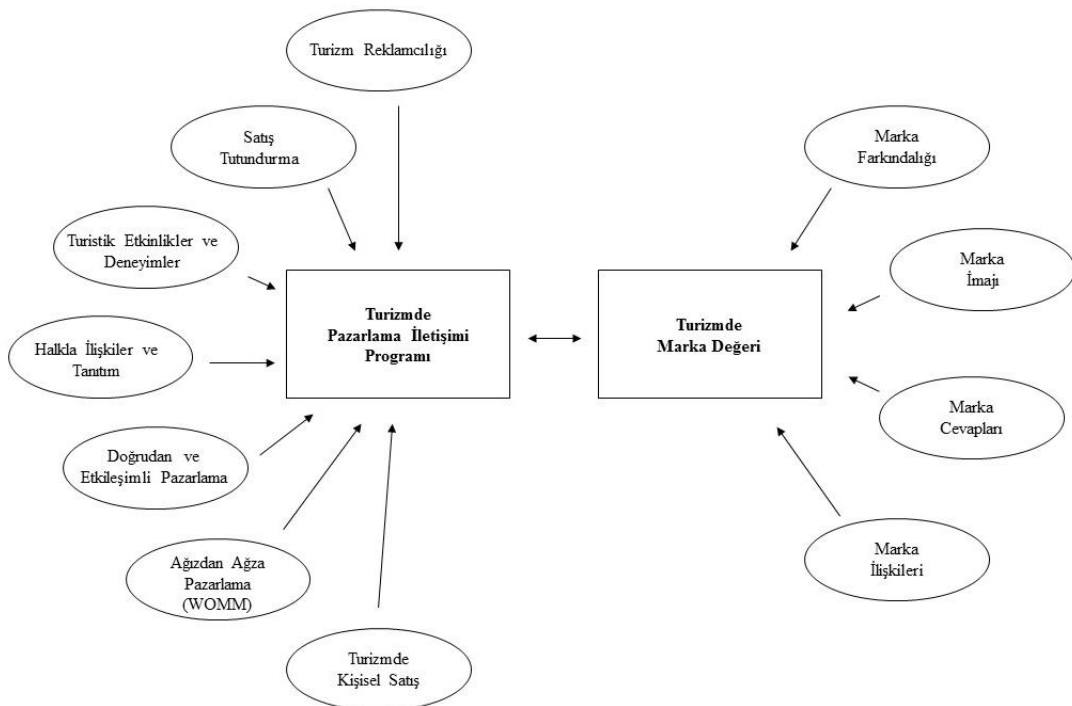 Turizm Reklamcılığı
Satış
Tutundurma
Turistik Etkinlikler ve
Deneyimler
Halkla İlişkiler ve
Tanıtım
Doğrudan ve
Etkileşimli Pazarlama
Ağızdan Ağza
Pazarlama
(WOMM)
Turizmde
Kişisel Satış
Turizmde
Pazarlama İletişimi
Programı
Turizmde
Marka Değeri
Marka
Farkındalığı
Marka
İmajı
Marka
Cevapları
Marka
İlişkileri